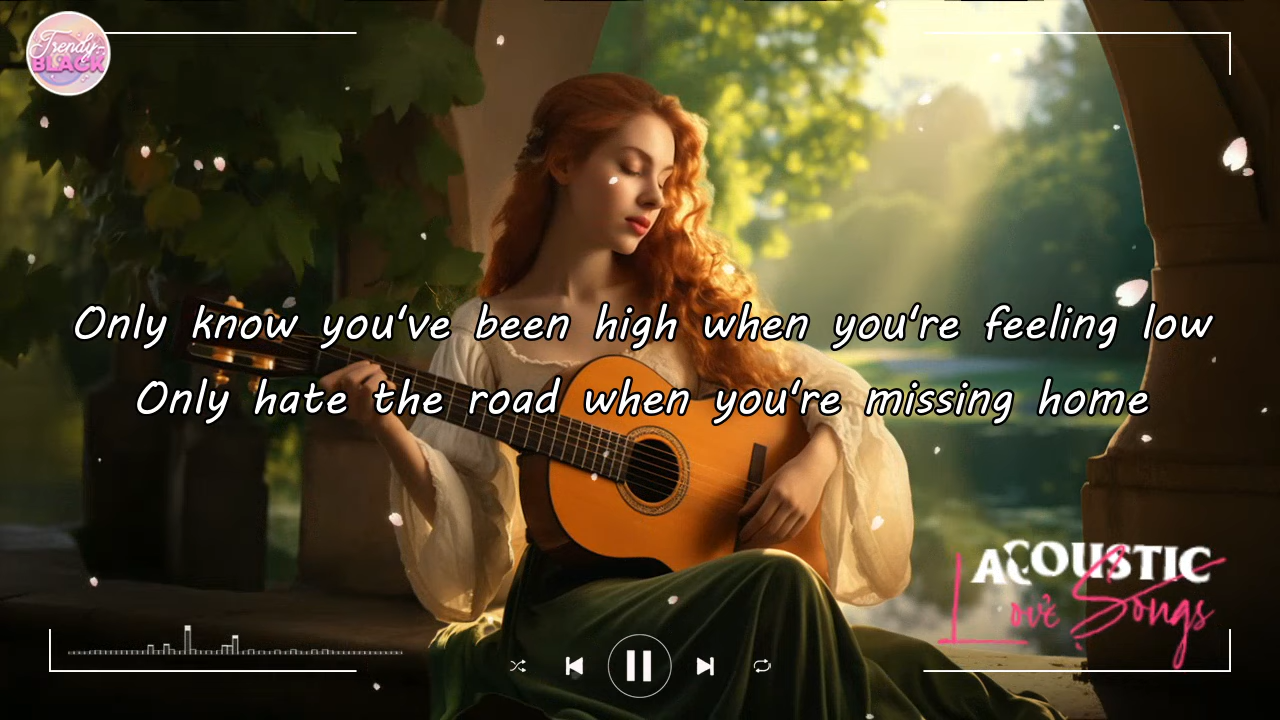 Trendy
BLACK
Only know you've been high when you're feeling low
Only hate the road when you're missing home
ACOUSTIC
Love Songs